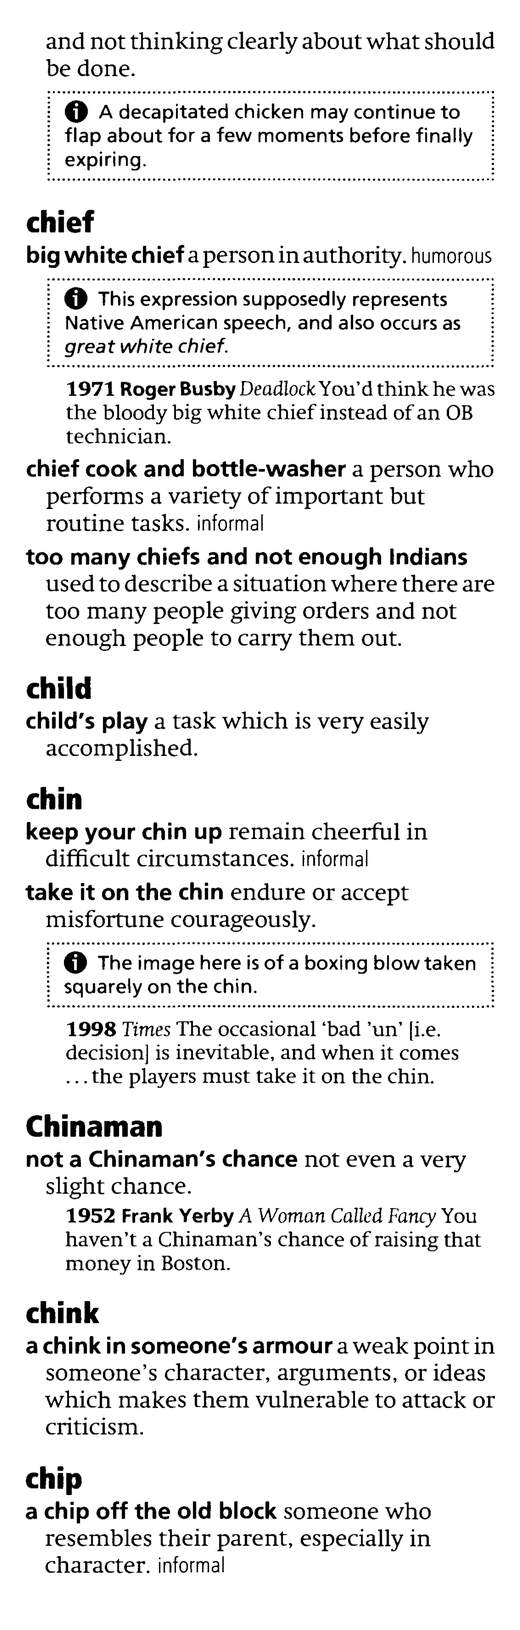 and not thinking clearly about what should
be done.
ℹ A decapitated chicken may continue to
flap about for a few moments before finally
expiring.
chief
big white chief a person in authority. humorous
ℹ This expression supposedly represents
Native American speech, and also occurs as
great white chief.
1971 Roger Busby Deadlock You'd think he was
the bloody big white chief instead of an OB
technician.
chief cook and bottle-washer a person who
performs a variety of important but
routine tasks. informal
too many chiefs and not enough Indians
used to describe a situation where there are
too many people giving orders and not
enough people to carry them out.
child
child's play a task which is very easily
accomplished.
chin
keep your chin up remain cheerful in
difficult circumstances. informal
take it on the chin endure or accept
misfortune courageously.
ℹ The image here is of a boxing blow taken
squarely on the chin.
1998 Times The occasional 'bad 'un' [i.e.
decision] is inevitable, and when it comes
... the players must take it on the chin.
Chinaman
not a Chinaman's chance not even a very
slight chance.
1952 Frank Yerby A Woman Called Fancy You
haven't a Chinaman's chance of raising that
money in Boston.
chink
a chink in someone's armour a weak point in
someone's character, arguments, or ideas
which makes them vulnerable to attack or
criticism.
chip
a chip off the old block someone who
resembles their parent, especially in
character. informal